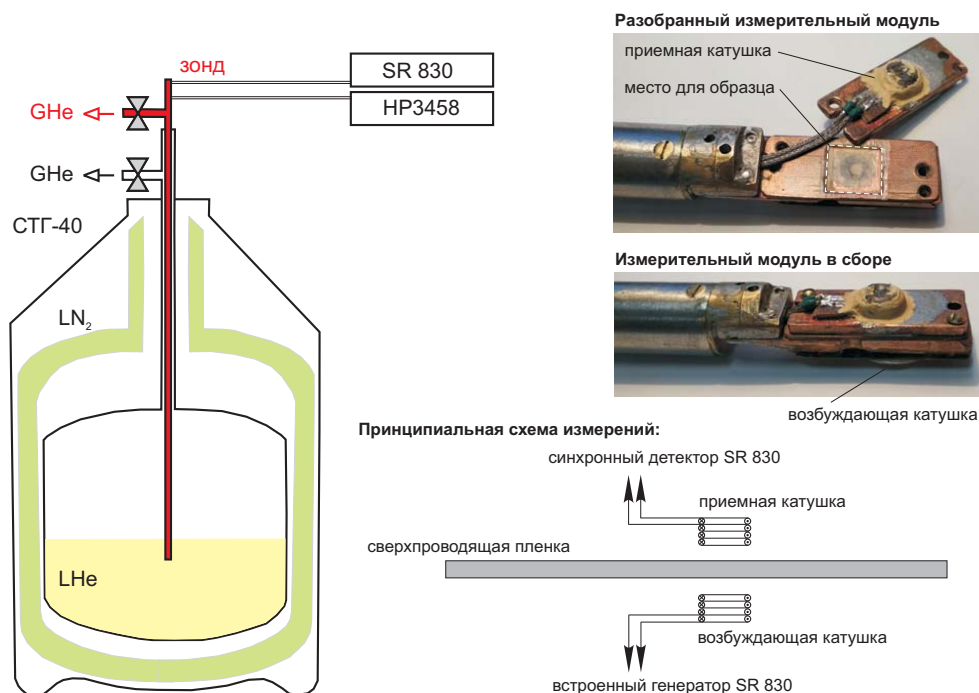 зонд
SR 830
HP3458
GHe
GHe
СТГ-40
LN2
LHe
Разобранный измерительный модуль
приемная катушка
место для образца
Измерительный модуль в сборе
возбуждающая катушка
Принципиальная схема измерений:
синхронный детектор SR 830
приемная катушка
сверхпроводящая пленка
возбуждающая катушка
встроенный генератор SR 830